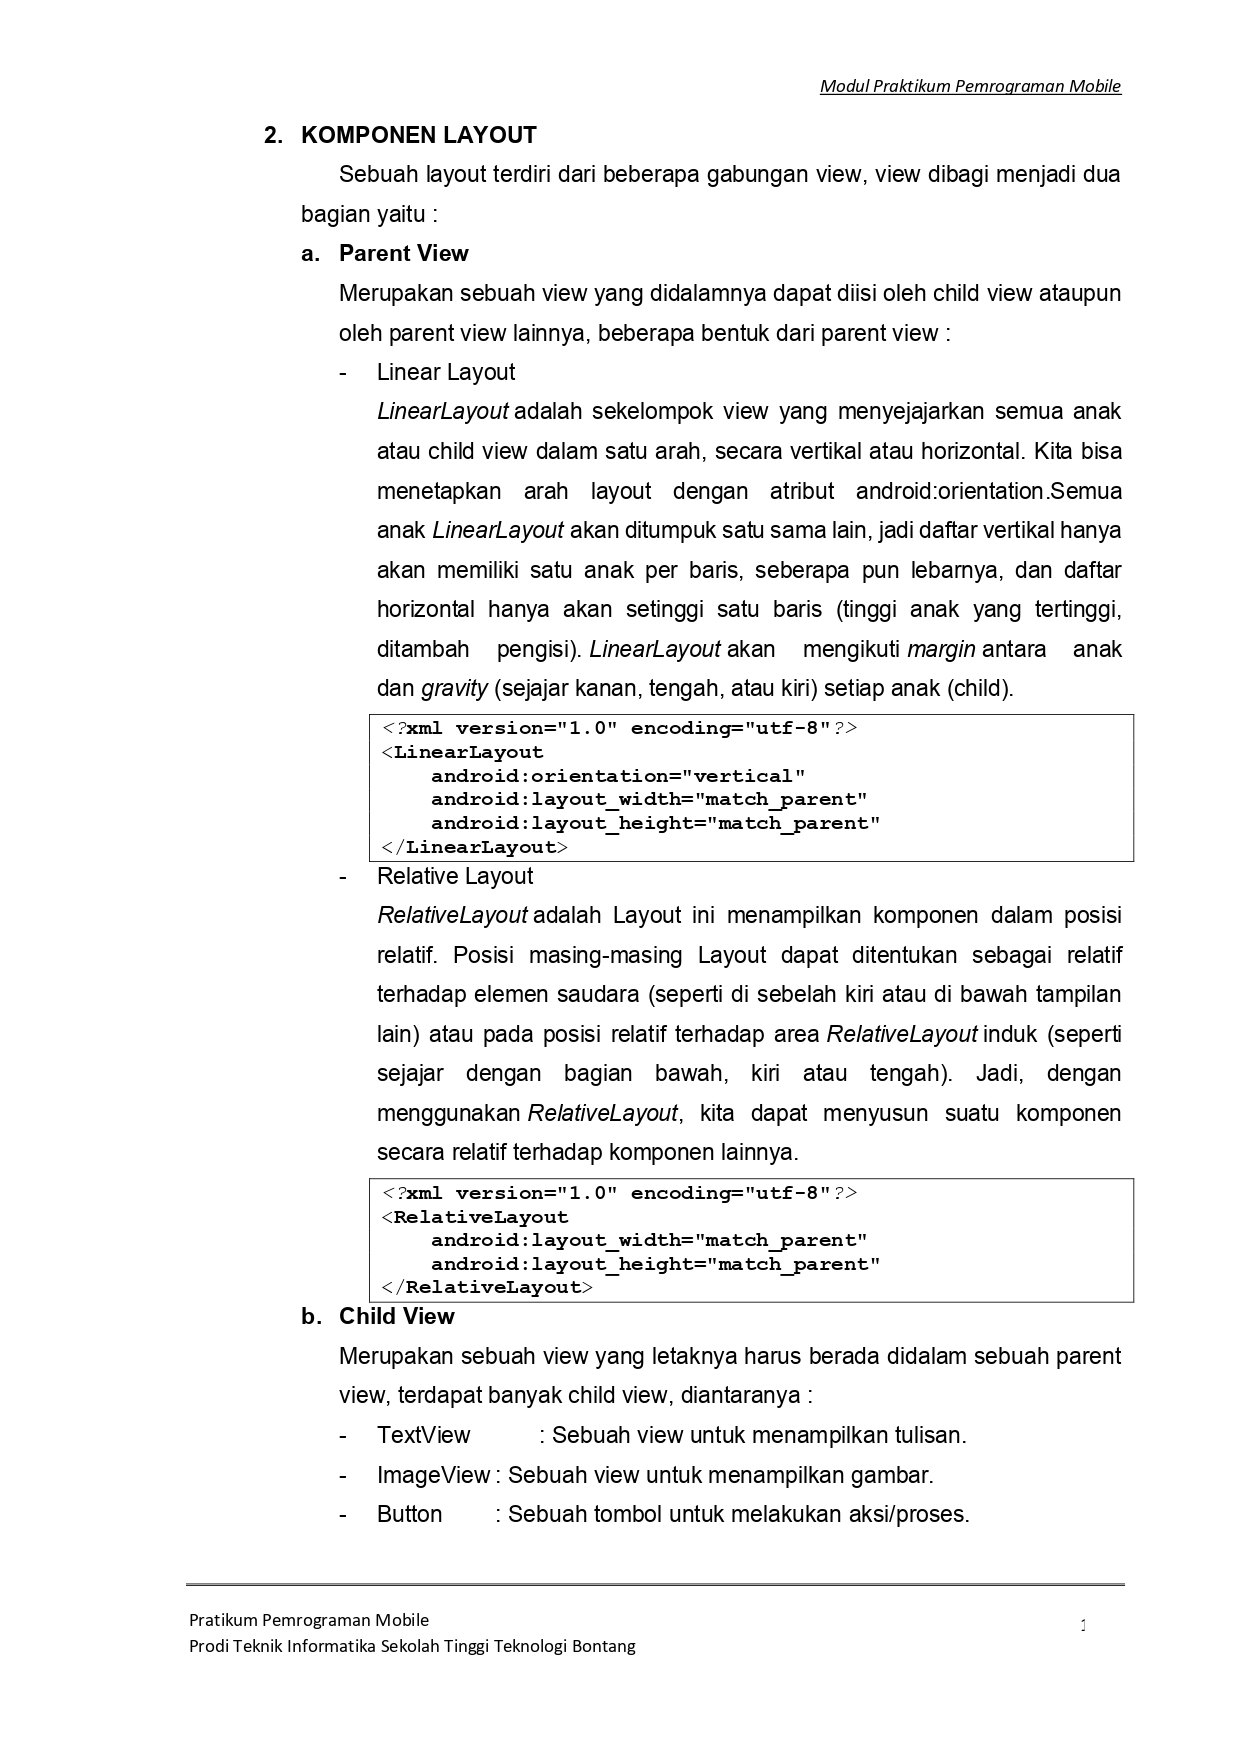 Modul Praktikum Pemrograman Mobile
2. KOMPONEN LAYOUT
Sebuah layout terdiri dari beberapa gabungan view, view dibagi menjadi dua
bagian yaitu :
a. Parent View
Merupakan sebuah view yang didalamnya dapat diisi oleh child view ataupun
oleh parent view lainnya, beberapa bentuk dari parent view :
- Linear Layout
LinearLayout adalah sekelompok view yang menyejajarkan semua anak
atau child view dalam satu arah, secara vertikal atau horizontal. Kita bisa
menetapkan arah layout dengan atribut android:orientation.Semua
anak LinearLayout akan ditumpuk satu sama lain, jadi daftar vertikal hanya
akan memiliki satu anak per baris, seberapa pun lebarnya, dan daftar
horizontal hanya akan setinggi satu baris (tinggi anak yang tertinggi,
ditambah pengisi). LinearLayout akan mengikuti margin antara anak
dan gravity (sejajar kanan, tengah, atau kiri) setiap anak (child).
<?xml version="1.0" encoding="utf-8"?>
<LinearLayout
    android:orientation="vertical"
    android:layout_width="match_parent"
    android:layout_height="match_parent"
</LinearLayout>
- Relative Layout
RelativeLayout adalah Layout ini menampilkan komponen dalam posisi
relatif. Posisi masing-masing Layout dapat ditentukan sebagai relatif
terhadap elemen saudara (seperti di sebelah kiri atau di bawah tampilan
lain) atau pada posisi relatif terhadap area RelativeLayout induk (seperti
sejajar dengan bagian bawah, kiri atau tengah). Jadi, dengan
menggunakan RelativeLayout, kita dapat menyusun suatu komponen
secara relatif terhadap komponen lainnya.
<?xml version="1.0" encoding="utf-8"?>
<RelativeLayout
    android:layout_width="match_parent"
    android:layout_height="match_parent"
</RelativeLayout>
b. Child View
Merupakan sebuah view yang letaknya harus berada didalam sebuah parent
view, terdapat banyak child view, diantaranya :
- TextView : Sebuah view untuk menampilkan tulisan.
- ImageView : Sebuah view untuk menampilkan gambar.
- Button : Sebuah tombol untuk melakukan aksi/proses.
Pratikum Pemrograman Mobile
Prodi Teknik Informatika Sekolah Tinggi Teknologi Bontang